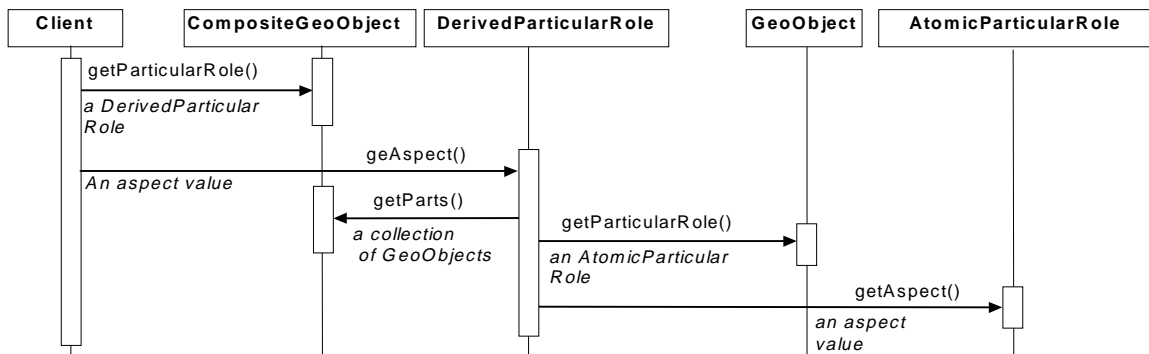 Client
CompositeGeoObject
DerivedParticularRole
GeoObject
AtomicParticularRole
getParticularRole()
a DerivedParticular
Role
geAspect()
An aspect value
getParts()
a collection
of GeoObjects
getParticularRole()
an AtomicParticular
Role
getAspect()
an aspect
value